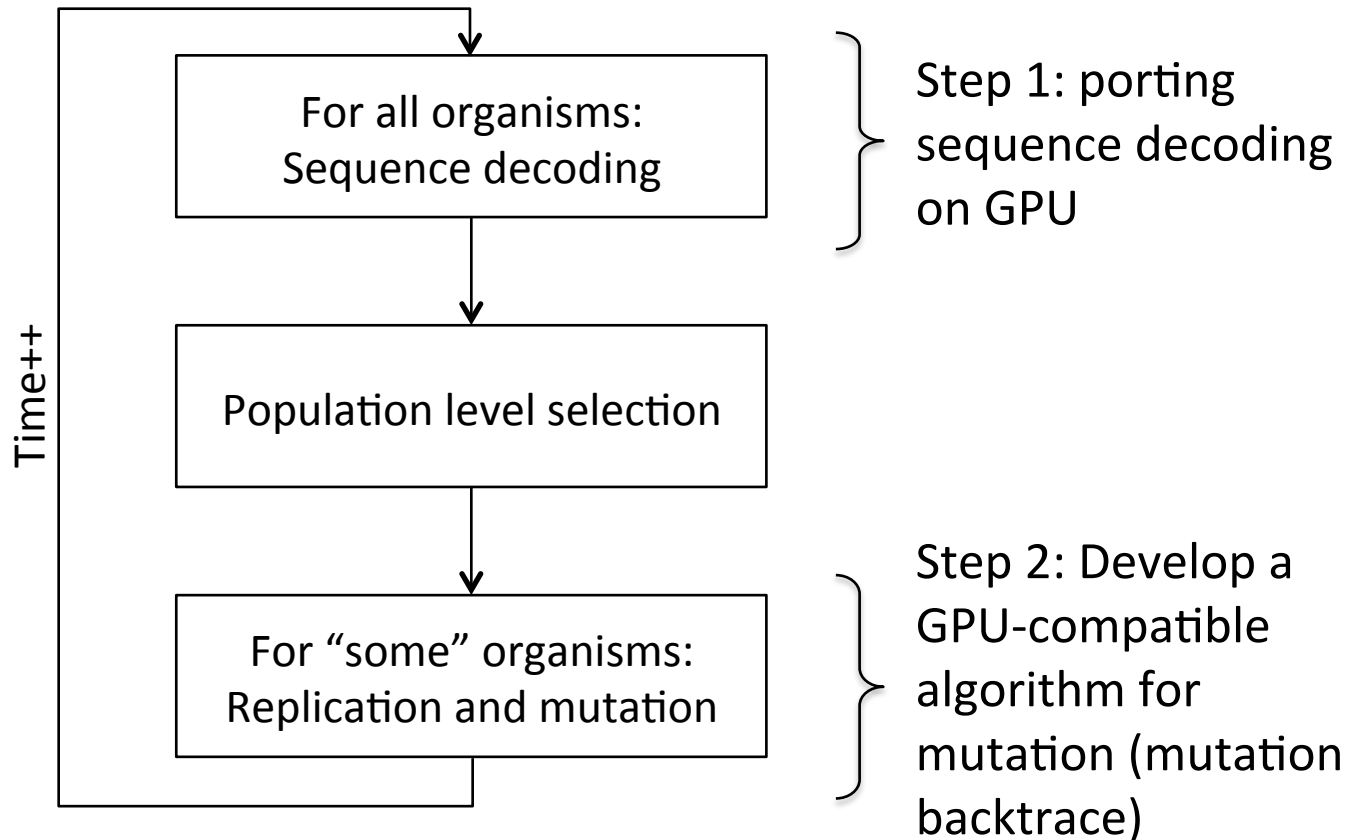 For all organisms:
Sequence decoding
Step 1: porting
sequence decoding
on GPU
Time++
Population level selection
For “some” organisms:
Replication and mutation
Step 2: Develop a
GPU-compatible
algorithm for
mutation (mutation
backtrace)